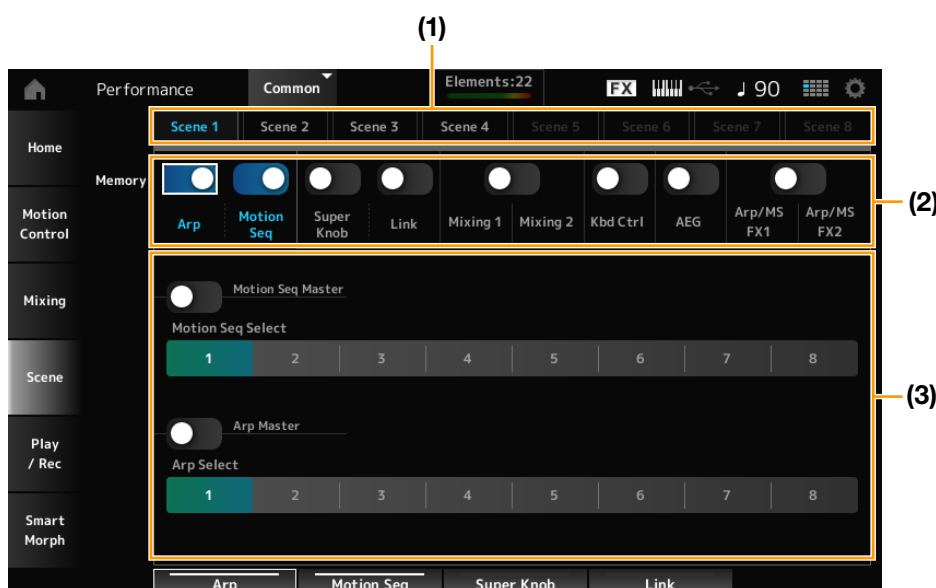 (1)
Performance Common Elements:22 FX ♩ 90
Scene 1 Scene 2 Scene 3 Scene 4 Scene 5 Scene 6 Scene 7 Scene 8
Home
Memory
(2)
Arp Motion Seq Super Knob Link Mixing 1 Mixing 2 Kbd Ctrl AEG Arp/MS FX1 Arp/MS FX2
Motion Control
Motion Seq Master
Mixing
Motion Seq Select
1 2 3 4 5 6 7 8
Scene
(3)
Arp Master
Play / Rec
Arp Select
1 2 3 4 5 6 7 8
Smart Morph
Arp Motion Seq Super Knob Link